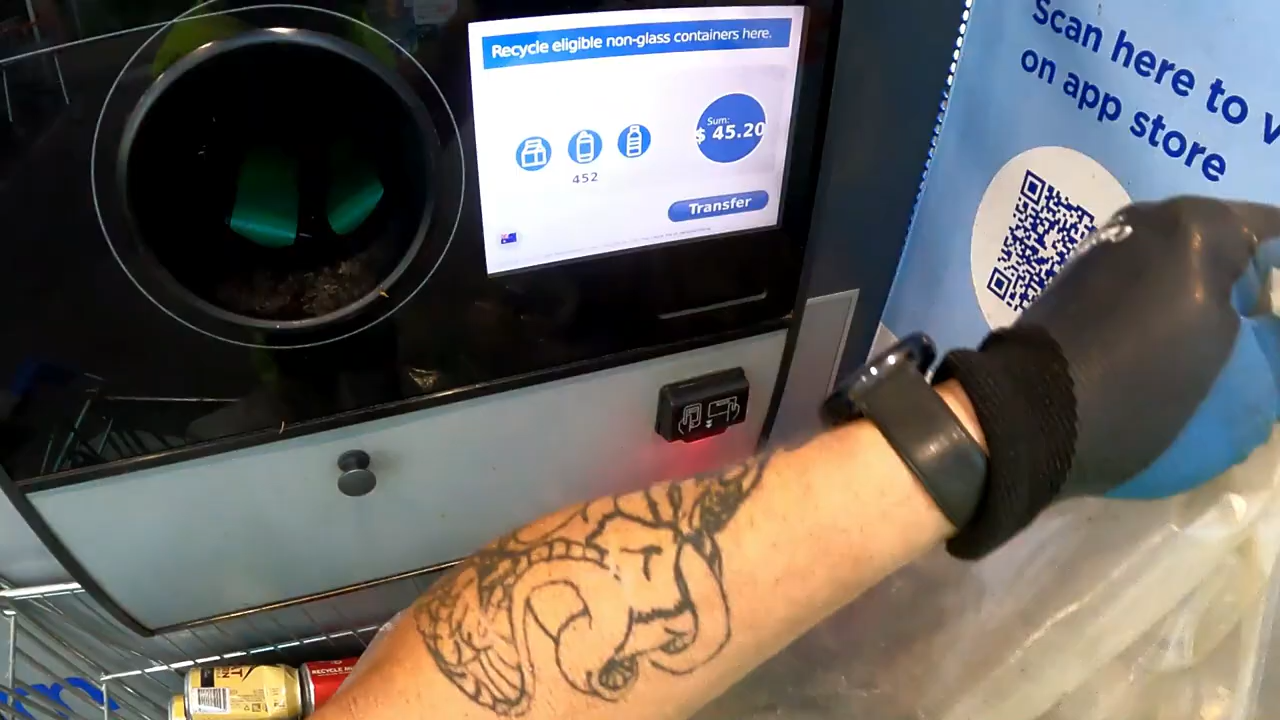 Recycle eligible non-glass containers here.
Sum:
$ 45.20
452
Transfer
Scan here to
on app store
RECYCLE